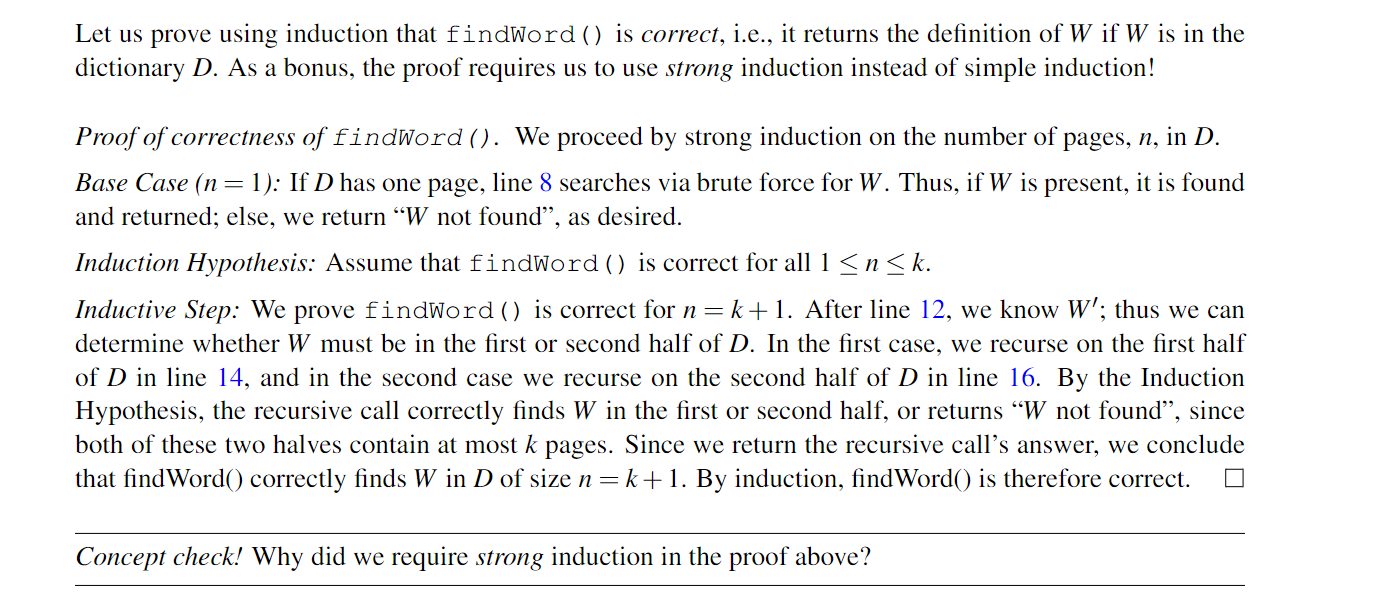 Let us prove using induction that findWord() is correct, i.e., it returns the definition of W if W is in the
dictionary D. As a bonus, the proof requires us to use strong induction instead of simple induction!
Proof of correctness of findWord(). We proceed by strong induction on the number of pages, n, in D.
Base Case (n = 1): If D has one page, line 8 searches via brute force for W. Thus, if W is present, it is found
and returned; else, we return “W not found”, as desired.
Induction Hypothesis: Assume that findWord() is correct for all 1 ≤ n ≤ k.
Inductive Step: We prove findWord() is correct for n = k + 1. After line 12, we know W′; thus we can
determine whether W must be in the first or second half of D. In the first case, we recurse on the first half
of D in line 14, and in the second case we recurse on the second half of D in line 16. By the Induction
Hypothesis, the recursive call correctly finds W in the first or second half, or returns “W not found”, since
both of these two halves contain at most k pages. Since we return the recursive call’s answer, we conclude
that findWord() correctly finds W in D of size n = k + 1. By induction, findWord() is therefore correct. □
Concept check! Why did we require strong induction in the proof above?